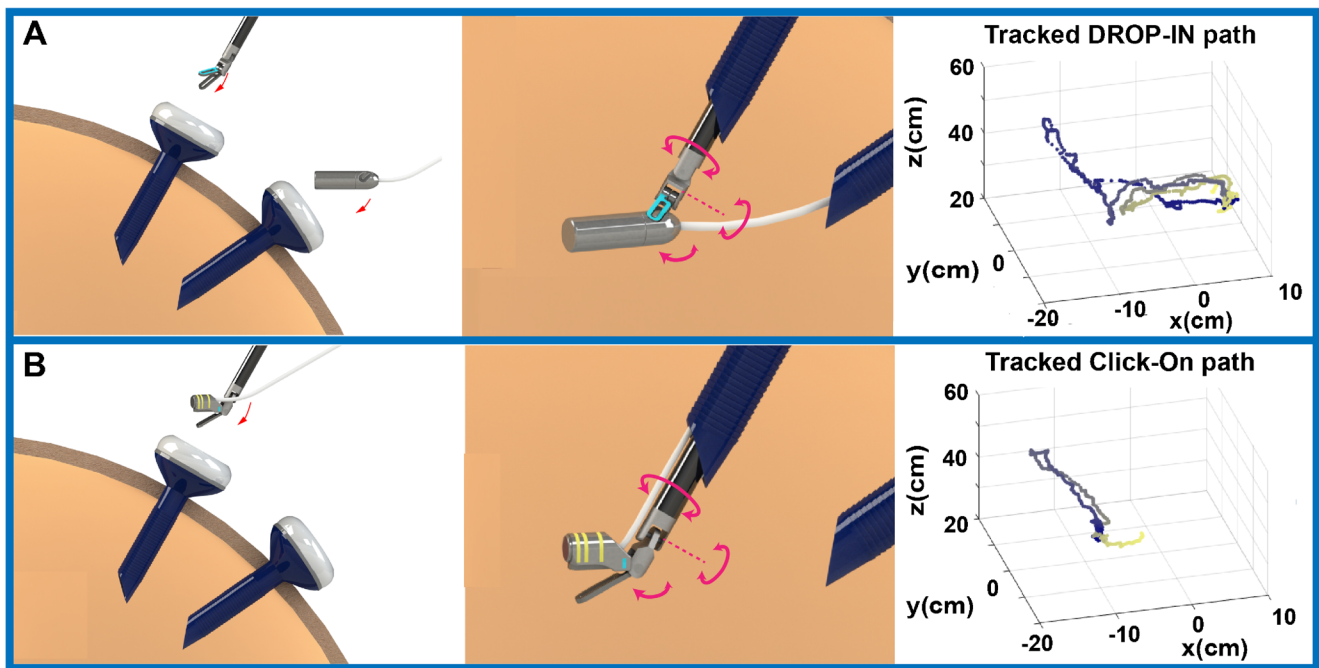 A
Tracked DROP-IN path
60
z(cm)
40
20
y(cm)
0
-20
-10
0
10
x(cm)
B
Tracked Click-On path
60
z(cm)
40
20
y(cm)
0
-20
-10
0
10
x(cm)